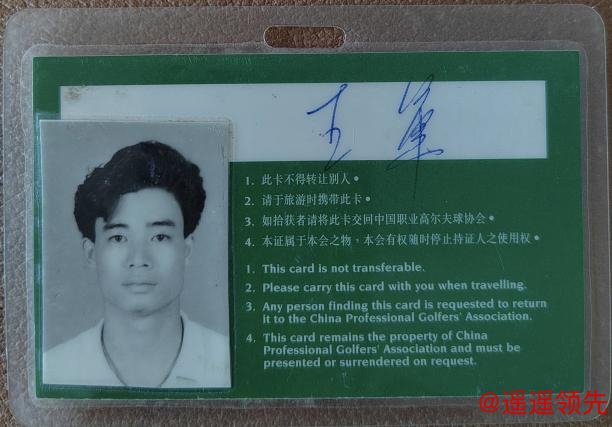 王 军
1. 此卡不得转让别人。
2. 请于旅游时携带此卡。
3. 如拾获者请将此卡交回中国职业高尔夫球协会。
4. 本证属于本会之物，本会有权随时停止持证人之使用权。
1. This card is not transferable.
2. Please carry this card with you when travelling.
3. Any person finding this card is requested to return
it to the China Professional Golfers' Association.
4. This card remains the property of China
Professional Golfers' Association and must be
presented or surrendered on request.
@遥遥领先